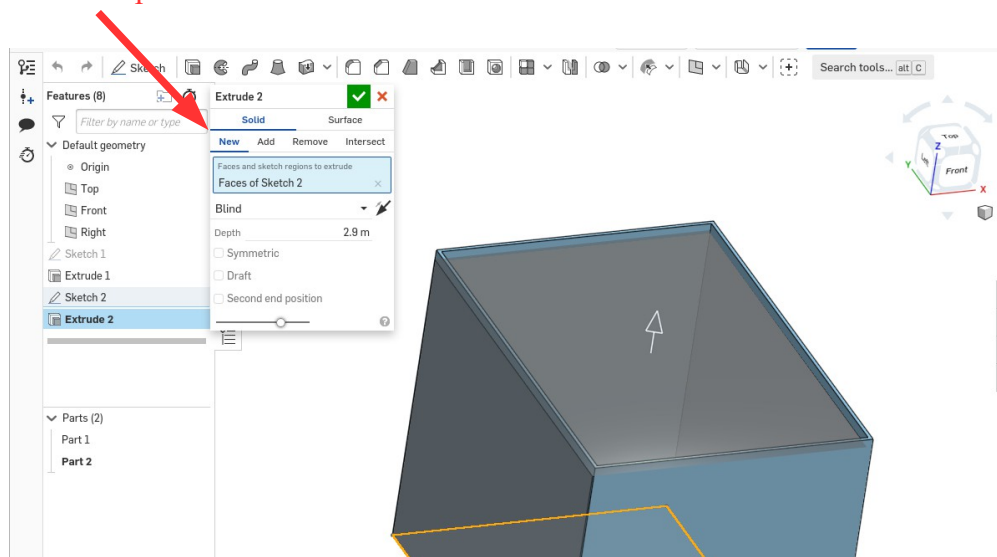 Sketch
Search tools... alt C
Features (8)
Filter by name or type
Default geometry
Origin
Top
Front
Right
Sketch 1
Extrude 1
Sketch 2
Extrude 2
Parts (2)
Part 1
Part 2
Extrude 2
Solid Surface
New Add Remove Intersect
Faces and sketch regions to extrude
Faces of Sketch 2
Blind
Depth 2.9 m
Symmetric
Draft
Second end position
Top
Z
Front
Y
X